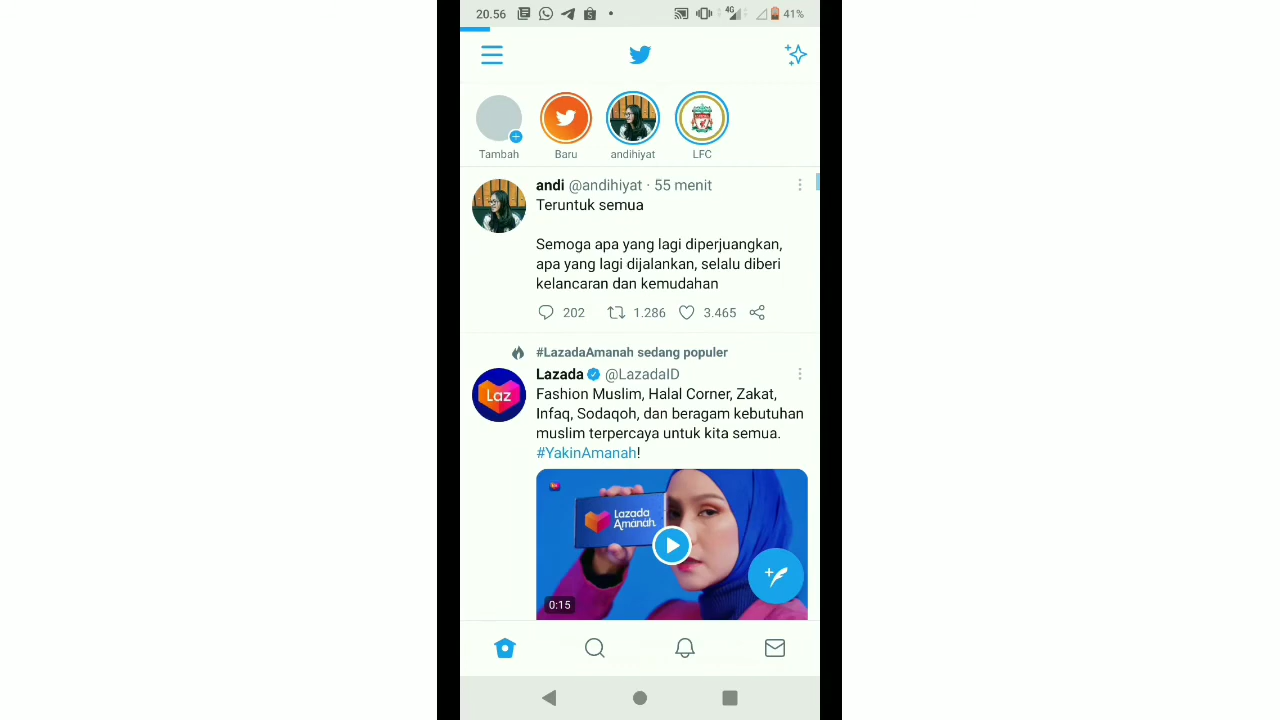 20.56
4G
41%
Tambah
Baru
andihiyat
LFC
andi @andihiyat · 55 menit
Teruntuk semua
Semoga apa yang lagi diperjuangkan,
apa yang lagi dijalankan, selalu diberi
kelancaran dan kemudahan
202 1.286 3.465
#LazadaAmanah sedang populer
Lazada @LazadaID
Laz
Fashion Muslim, Halal Corner, Zakat,
Infaq, Sodaqoh, dan beragam kebutuhan
muslim terpercaya untuk kita semua.
#YakinAmanah!
Lazada
Amanah
0:15